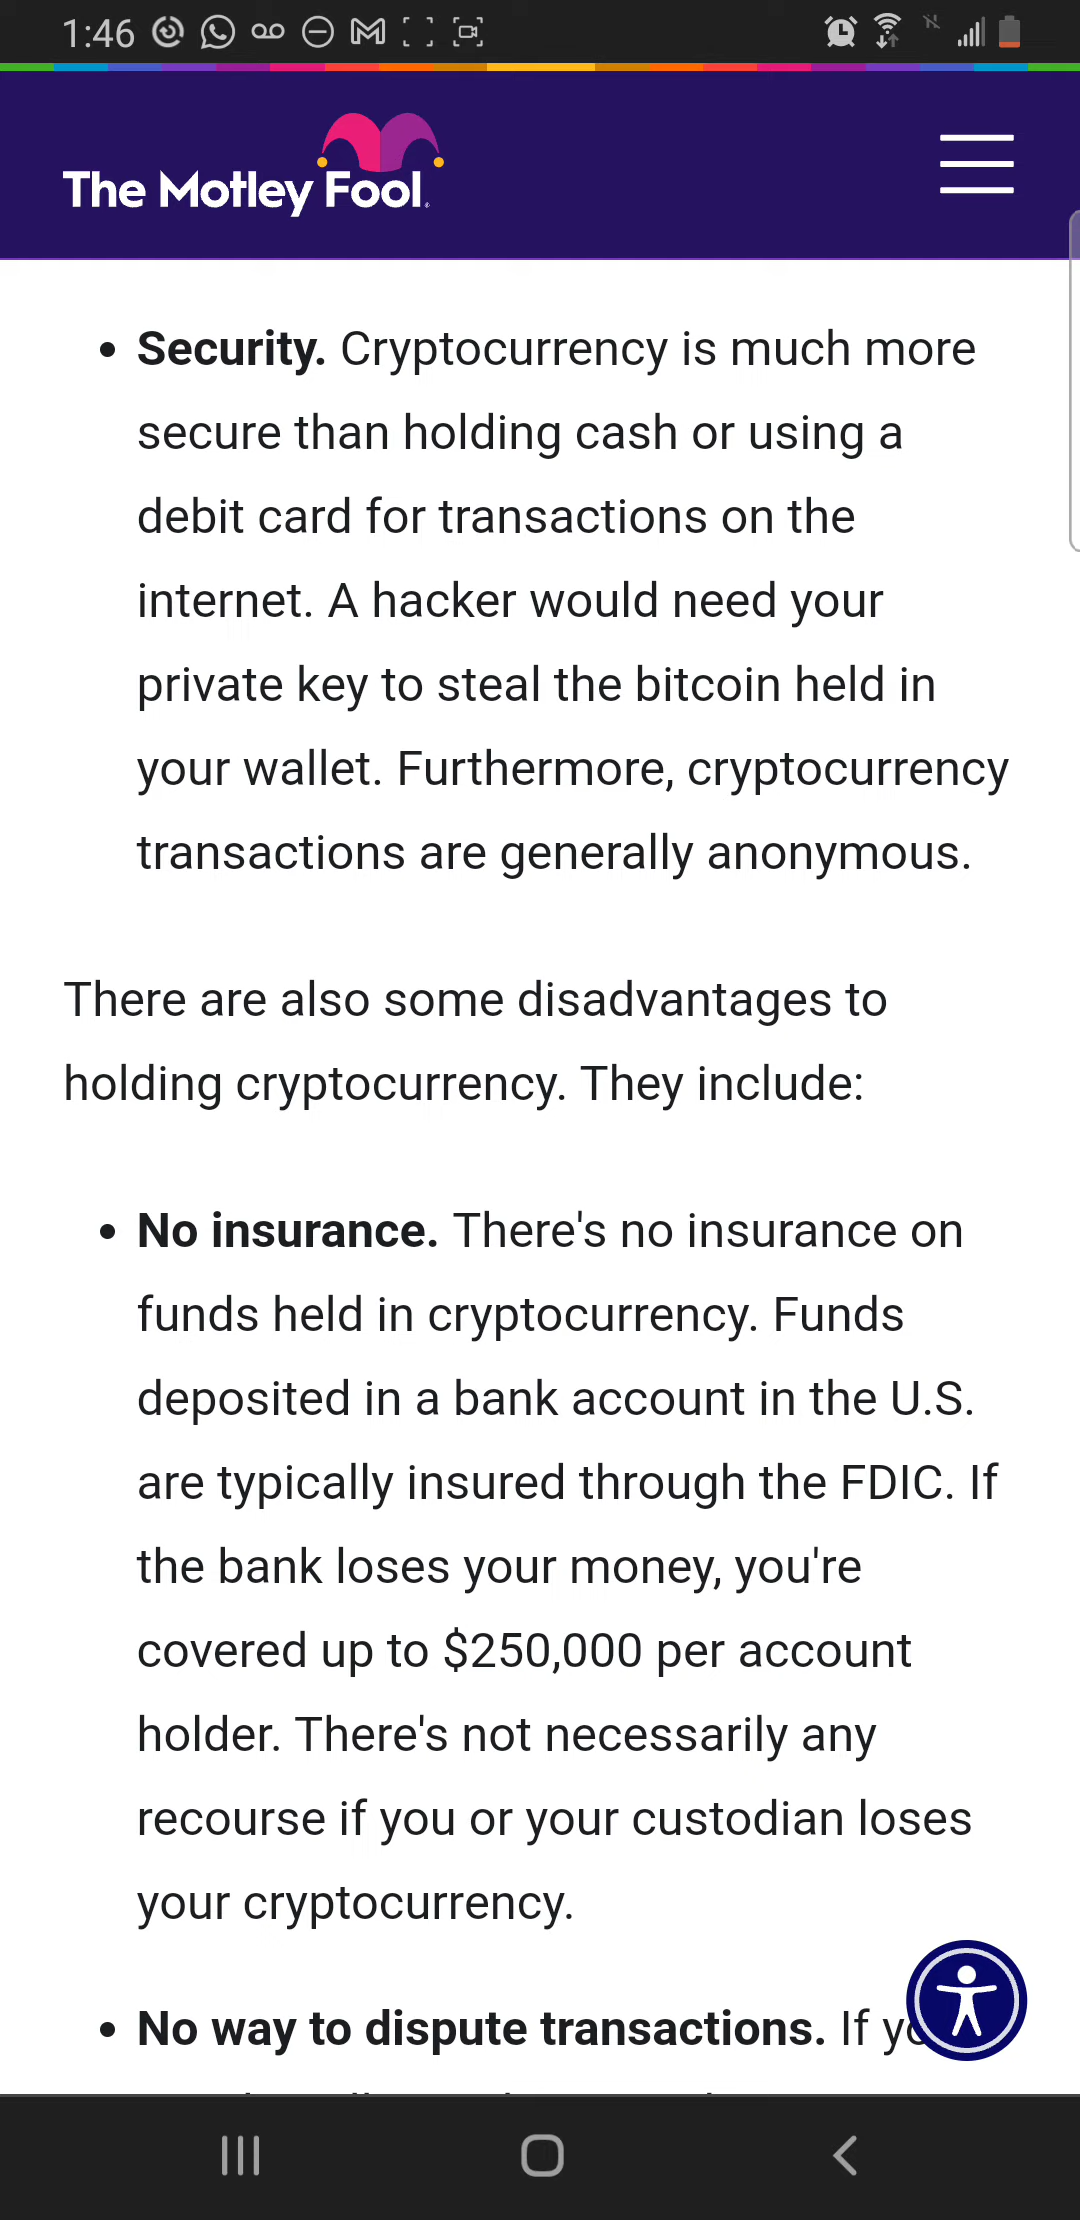 1:46
The Motley Fool.
• Security. Cryptocurrency is much more
secure than holding cash or using a
debit card for transactions on the
internet. A hacker would need your
private key to steal the bitcoin held in
your wallet. Furthermore, cryptocurrency
transactions are generally anonymous.
There are also some disadvantages to
holding cryptocurrency. They include:
• No insurance. There's no insurance on
funds held in cryptocurrency. Funds
deposited in a bank account in the U.S.
are typically insured through the FDIC. If
the bank loses your money, you're
covered up to $250,000 per account
holder. There's not necessarily any
recourse if you or your custodian loses
your cryptocurrency.
• No way to dispute transactions. If